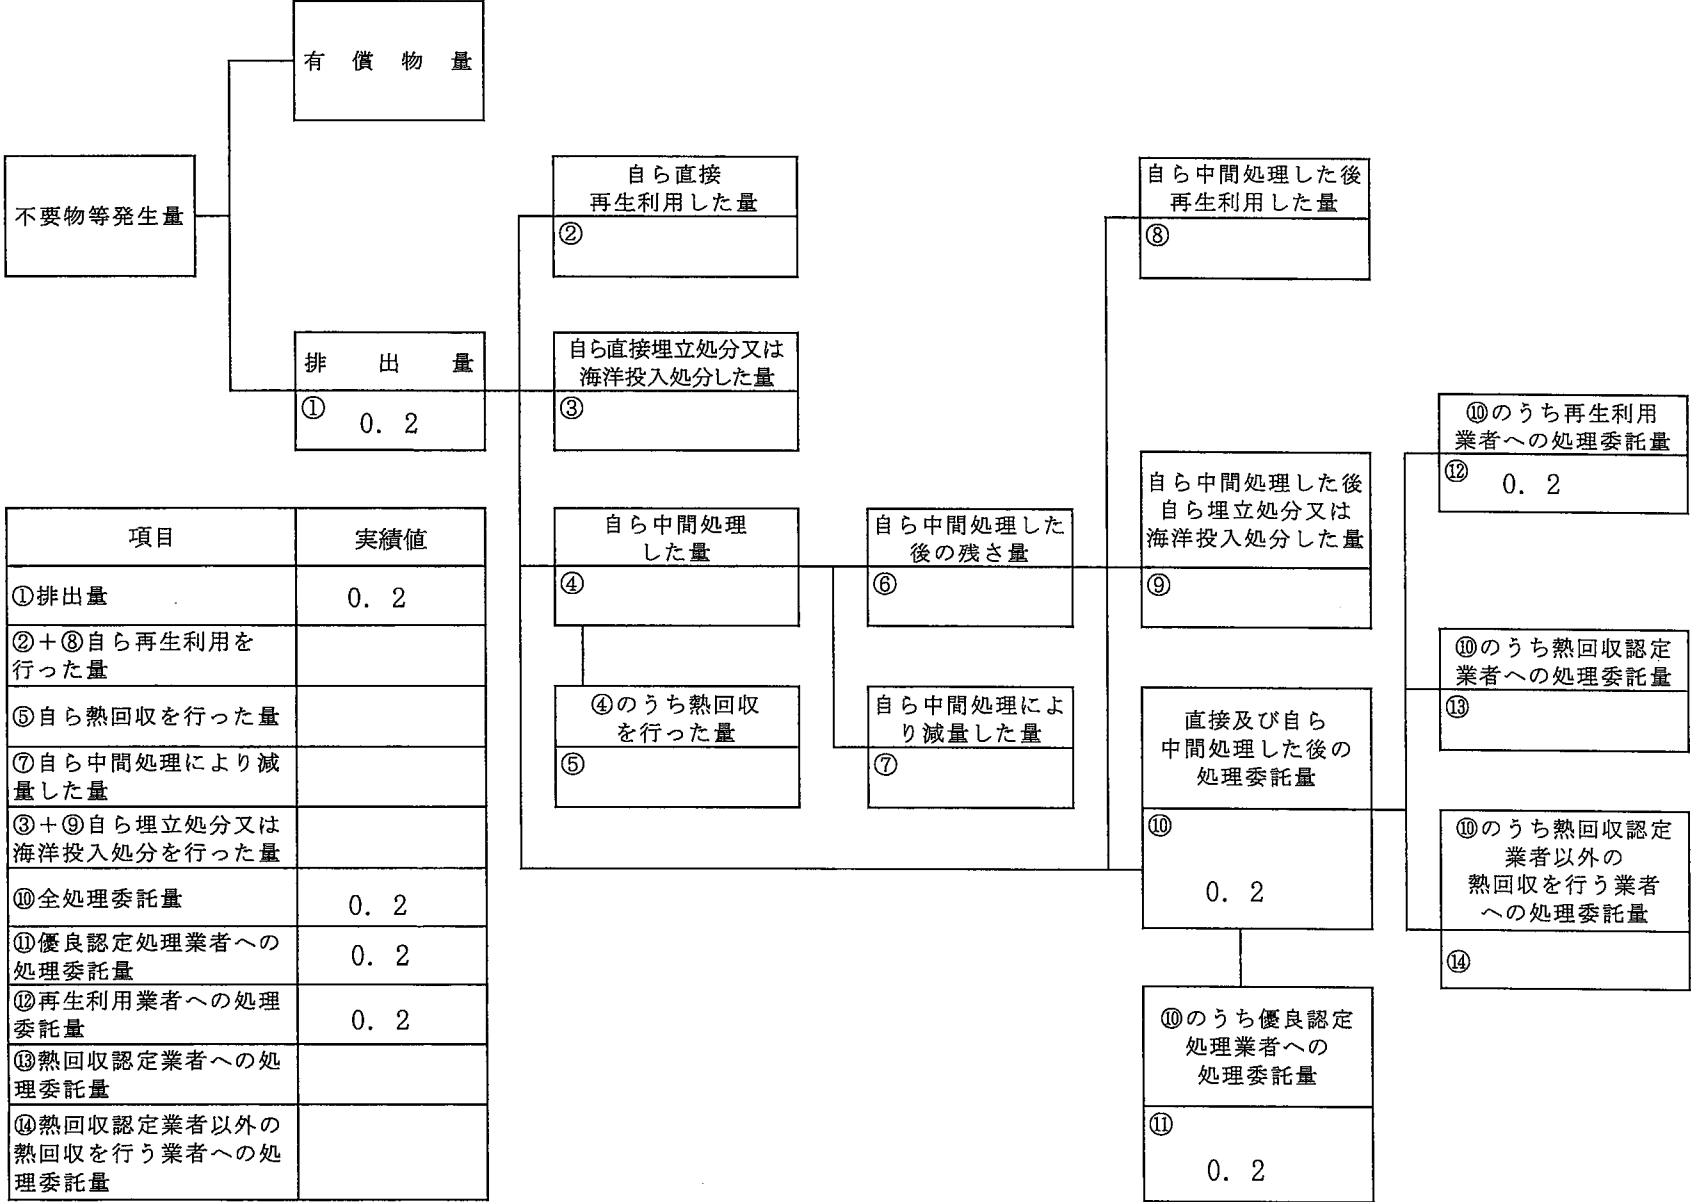 有償物量
不要物等発生量
自ら直接
再生利用した量
②
自ら中間処理した後
再生利用した量
⑧
排出量
① 0.2
自ら直接埋立処分又は
海洋投入処分した量
③
⑩のうち再生利用
業者への処理委託量
⑫ 0.2
自ら中間処理
した量
④
自ら中間処理した
後の残さ量
⑥
自ら中間処理した後
自ら埋立処分又は
海洋投入処分した量
⑨
⑩のうち熱回収認定
業者への処理委託量
⑬
④のうち熱回収
を行った量
⑤
自ら中間処理によ
り減量した量
⑦
直接及び自ら
中間処理した後の
処理委託量
⑩
0.2
⑩のうち熱回収認定
業者以外の
熱回収を行う業者
への処理委託量
⑭
⑩のうち優良認定
処理業者への
処理委託量
⑪
0.2
項目 実績値
①排出量 0.2
②+⑧自ら再生利用を
行った量
⑤自ら熱回収を行った量
⑦自ら中間処理により減
量した量
③+⑨自ら埋立処分又は
海洋投入処分を行った量
⑩全処理委託量 0.2
⑪優良認定処理業者への
処理委託量 0.2
⑫再生利用業者への処理
委託量 0.2
⑬熱回収認定業者への処
理委託量
⑭熱回収認定業者以外の
熱回収を行う業者への処
理委託量